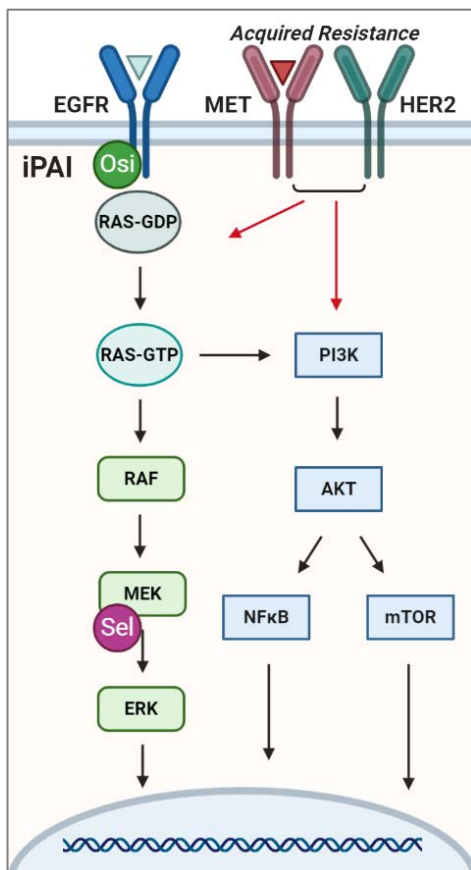 Acquired Resistance
EGFR
MET
HER2
iPAI
Osi
RAS-GDP
RAS-GTP
PI3K
RAF
AKT
MEK
Sel
NFκB
mTOR
ERK